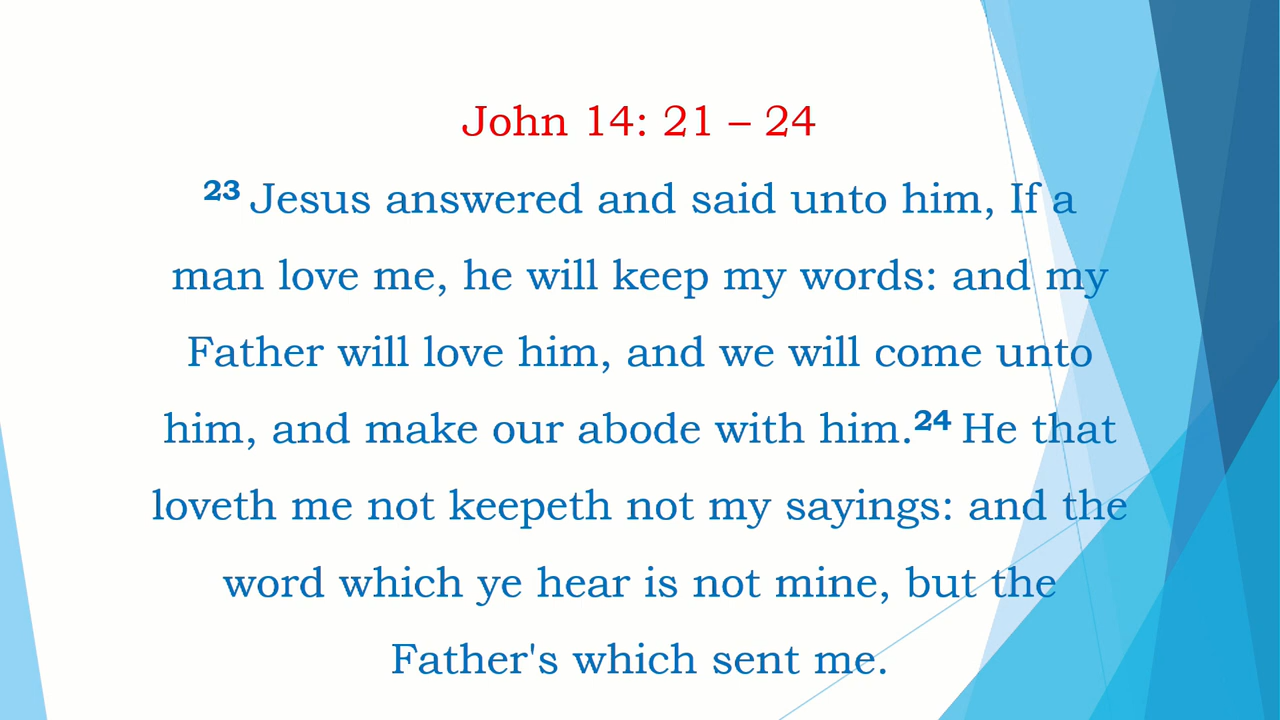 John 14: 21 – 24
23 Jesus answered and said unto him, If a
man love me, he will keep my words: and my
Father will love him, and we will come unto
him, and make our abode with him.24 He that
loveth me not keepeth not my sayings: and the
word which ye hear is not mine, but the
Father's which sent me.